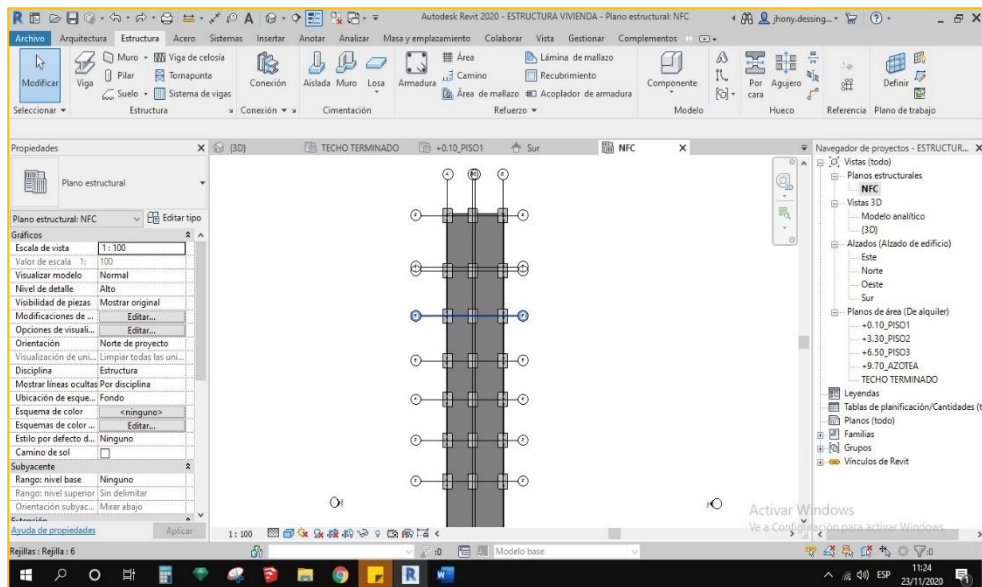 Autodesk Revit 2020 - ESTRUCTURA VIVIENDA - Plano estructural: NFC
jhony.dessing...
Archivo Arquitectura Estructura Acero Sistemas Insertar Anotar Analizar Masa y emplazamiento Colaborar Vista Gestionar Complementos
Modificar
Viga
Muro
Viga de celosía
Pilar
Tornapunta
Suelo
Sistema de vigas
Conexión
Aislada Muro Losa
Armadura
Área
Camino
Área de mallazo
Lámina de mallazo
Recubrimiento
Acoplador de armadura
Componente
Por cara
Agujero
Definir
Seleccionar Estructura Conexión Cimentación Refuerzo Modelo Hueco Referencia Plano de trabajo
Propiedades
{3D} TECHO TERMINADO +0.10_PISO1 Sur NFC
Navegador de proyectos - ESTRUCTUR...
Plano estructural
Plano estructural: NFC Editar tipo
Gráficos
Escala de vista 1 : 100
Valor de escala 1: 100
Visualizar modelo Normal
Nivel de detalle Alto
Visibilidad de piezas Mostrar original
Modificaciones de ... Editar...
Opciones de visuali... Editar...
Orientación Norte de proyecto
Visualización de uni... Limpiar todas las uni...
Disciplina Estructura
Mostrar líneas ocultas Por disciplina
Ubicación de esque... Fondo
Esquema de color <ninguno>
Esquemas de color ... Editar...
Estilo por defecto d... Ninguno
Camino de sol
Subyacente
Rango: nivel base Ninguno
Rango: nivel superior Sin delimitar
Orientación subyac... Mirar abajo
Extensión
Ayuda de propiedades Aplicar
Vistas (todo)
Planos estructurales
NFC
Vistas 3D
Modelo analítico
{3D}
Alzados (Alzado de edificio)
Este
Norte
Oeste
Sur
Planos de área (De alquiler)
+0.10_PISO1
+3.30_PISO2
+6.50_PISO3
+9.70_AZOTEA
TECHO TERMINADO
Leyendas
Tablas de planificación/Cantidades (t
Planos (todo)
Familias
Grupos
Vínculos de Revit
Activar Windows
Ve a Configuración para activar Windows.
1 : 100
Rejillas : Rejilla : 6
:0
Modelo base
:0
ESP
11:24
23/11/2020